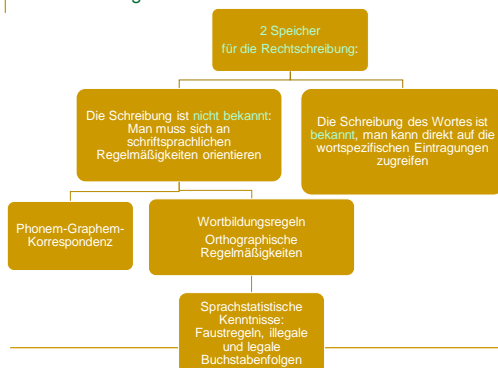 2 Speicher
für die Rechtschreibung:
Die Schreibung ist nicht bekannt:
Man muss sich an
schriftsprachlichen
Regelmäßigkeiten orientieren
Die Schreibung des Wortes ist
bekannt, man kann direkt auf die
wortspezifischen Eintragungen
zugreifen
Phonem-Graphem-
Korrespondenz
Wortbildungsregeln
Orthographische
Regelmäßigkeiten
Sprachstatistische
Kenntnisse:
Faustregeln, illegale
und legale
Buchstabenfolgen